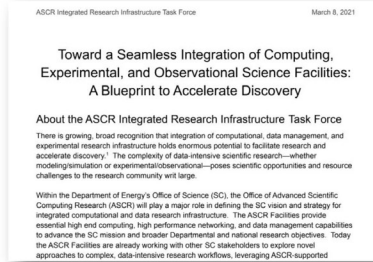 ASCR Integrated Research Infrastructure Task Force March 8, 2021
Toward a Seamless Integration of Computing,
Experimental, and Observational Science Facilities:
A Blueprint to Accelerate Discovery
About the ASCR Integrated Research Infrastructure Task Force
There is growing, broad recognition that integration of computational, data management, and
experimental research infrastructure holds enormous potential to facilitate research and
accelerate discovery.¹ The complexity of data-intensive scientific research—whether
modeling/simulation or experimental/observational—poses scientific opportunities and resource
challenges to the research community writ large.
Within the Department of Energy's Office of Science (SC), the Office of Advanced Scientific
Computing Research (ASCR) will play a major role in defining the SC vision and strategy for
integrated computational and data research infrastructure. The ASCR Facilities provide
essential high end computing, high performance networking, and data management capabilities
to advance the SC mission and broader Departmental and national research objectives. Today
the ASCR Facilities are already working with other SC stakeholders to explore novel
approaches to complex, data-intensive research workflows, leveraging ASCR-supported